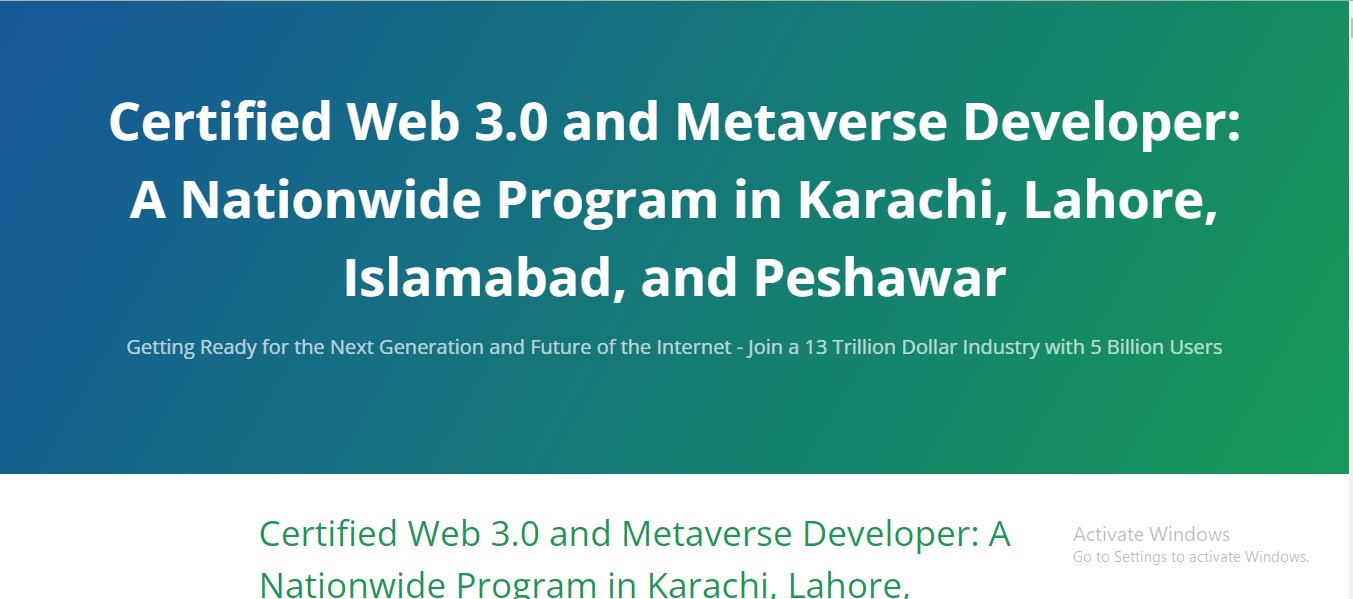 Certified Web 3.0 and Metaverse Developer:
A Nationwide Program in Karachi, Lahore,
Islamabad, and Peshawar
Getting Ready for the Next Generation and Future of the Internet - Join a 13 Trillion Dollar Industry with 5 Billion Users
Certified Web 3.0 and Metaverse Developer: A
Nationwide Program in Karachi, Lahore,
Activate Windows
Go to Settings to activate Windows.